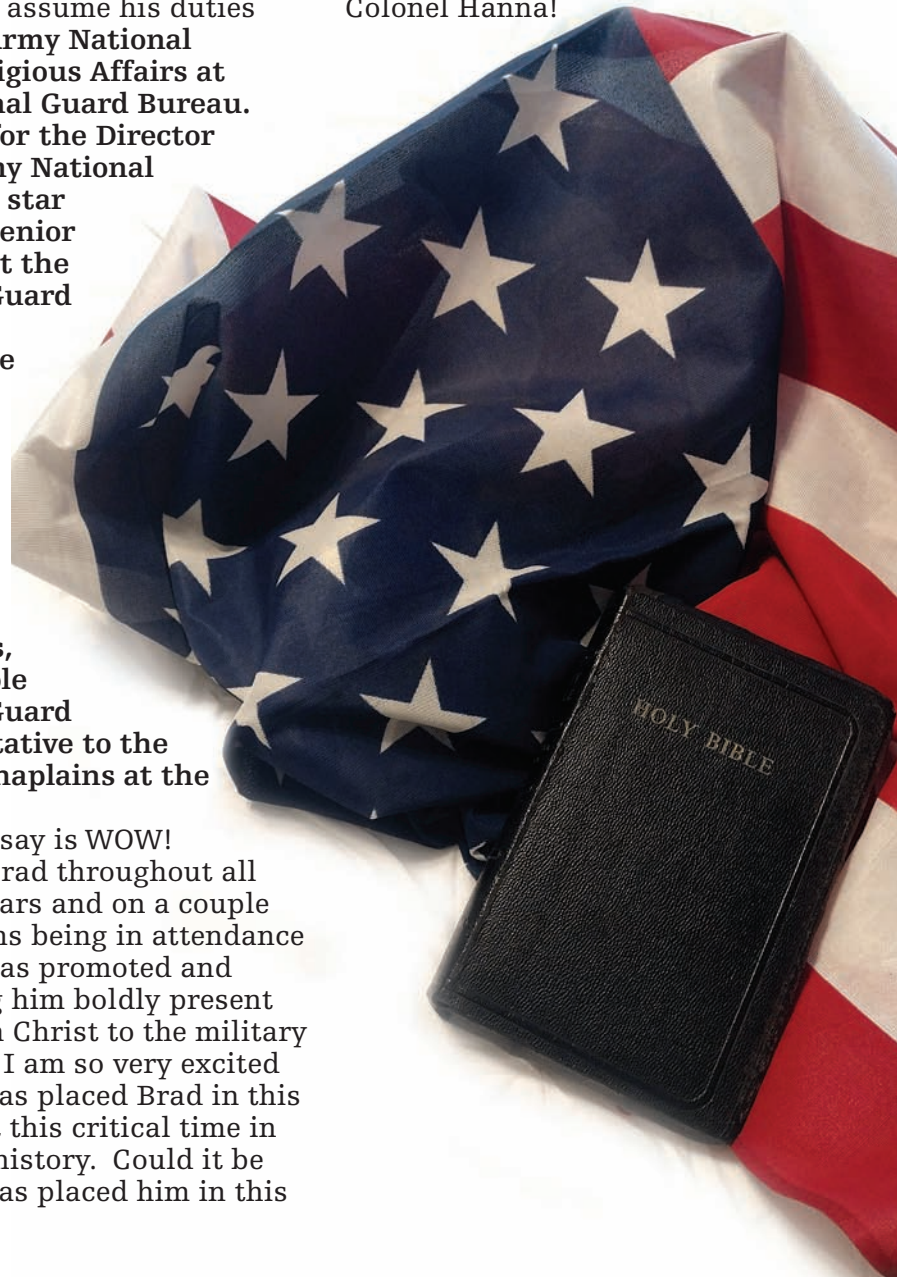 assume his duties
Army National
igious Affairs at
nal Guard Bureau.
for the Director
my National
star
enior
t the
Guard
e
s,
le
Guard
tative to the
haplains at the
say is WOW!
rad throughout all
ars and on a couple
ns being in attendance
as promoted and
g him boldly present
n Christ to the military
I am so very excited
as placed Brad in this
t this critical time in
history. Could it be
as placed him in this
Colonel Hanna!
HOLY BIBLE